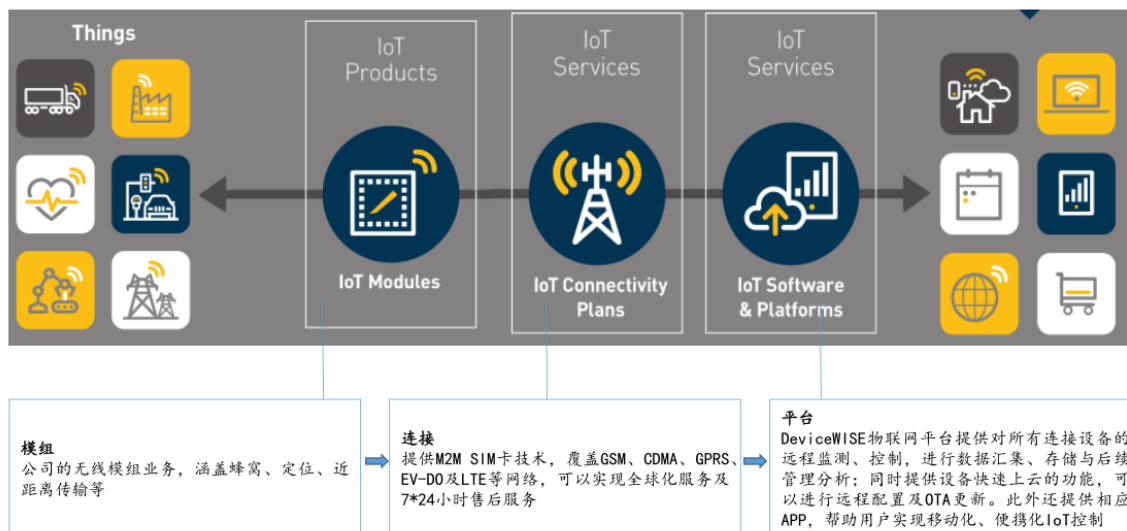 Things
IoT
Products
IoT
Services
IoT
Services
IoT Modules
IoT Connectivity
Plans
IoT Software
& Platforms
模组
公司的无线模组业务，涵盖蜂窝、定位、近
距离传输等
连接
提供M2M SIM卡技术，覆盖GSM、CDMA、GPRS、
EV-DO及LTE等网络，可以实现全球化服务及
7*24小时售后服务
平台
DeviceWISE物联网平台提供对所有连接设备的
远程监测、控制，进行数据汇集、存储与后续
管理分析；同时提供设备快速上云的功能，可
以进行远程配置及OTA更新。此外还提供相应
APP，帮助用户实现移动化、便携化IoT控制